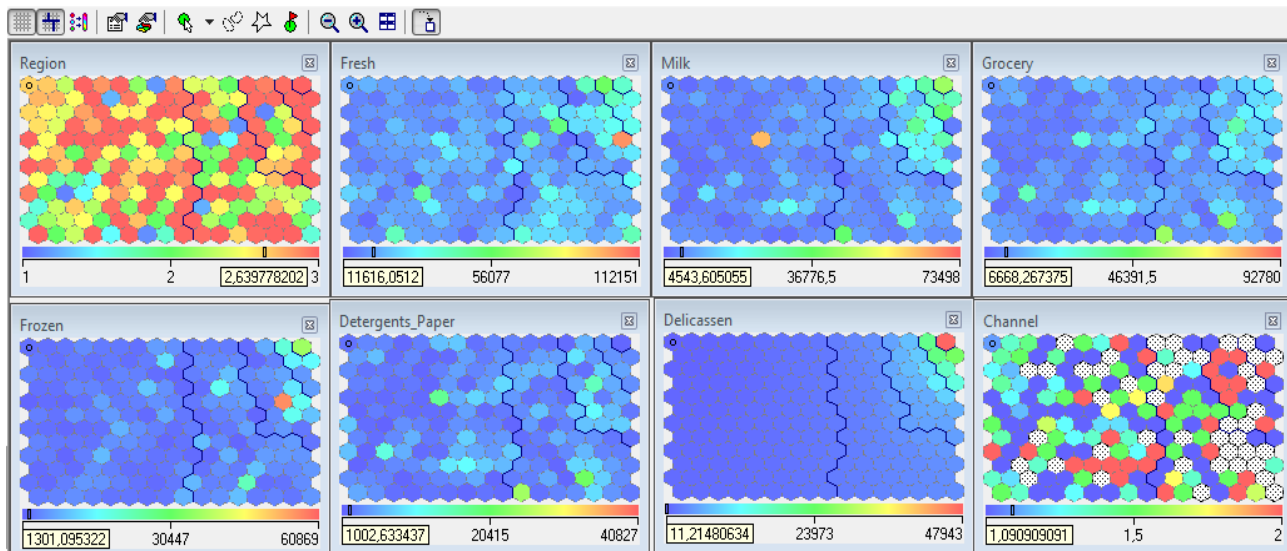 Region
Fresh
Milk
Grocery
1 2 2,639778202 3
11616,0512 56077 112151
4543,605055 36776,5 73498
6668,267375 46391,5 92780
Frozen
Detergents_Paper
Delicassen
Channel
1301,095322 30447 60869
1002,633437 20415 40827
11,21480634 23973 47943
1,090909091 1,5 2